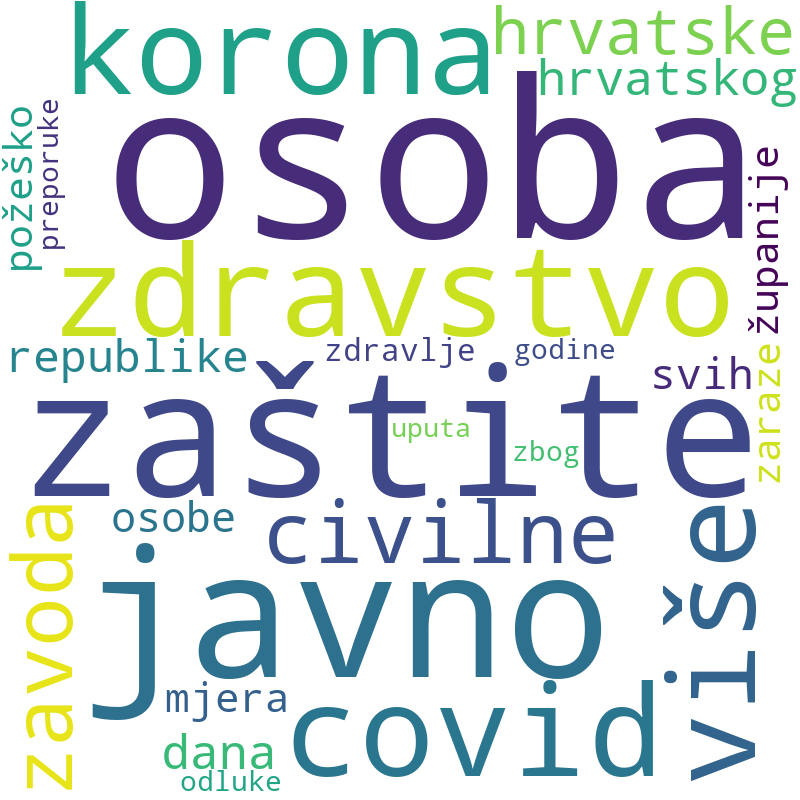 korona
hrvatske
hrvatskog
osoba
požeško
preporuke
županije
zdravstvo
republike
zdravlje
godine
svih
zaraze
zaštite
uputa
zbog
zavoda
osobe
civilne
više
javno
mjera
covid
dana
odluke